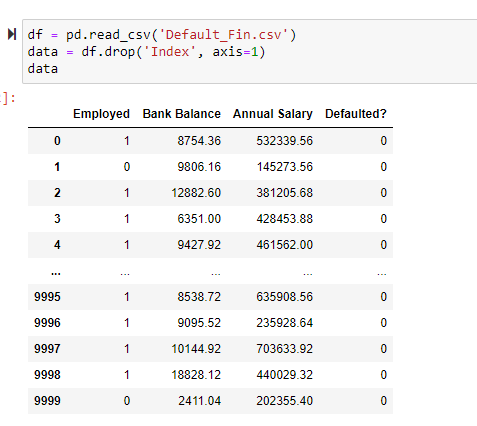 df = pd.read_csv('Default_Fin.csv')
data = df.drop('Index', axis=1)
data
]:
Employed Bank Balance Annual Salary Defaulted?
0 1 8754.36 532339.56 0
1 0 9806.16 145273.56 0
2 1 12882.60 381205.68 0
3 1 6351.00 428453.88 0
4 1 9427.92 461562.00 0
... ... ... ... ...
9995 1 8538.72 635908.56 0
9996 1 9095.52 235928.64 0
9997 1 10144.92 703633.92 0
9998 1 18828.12 440029.32 0
9999 0 2411.04 202355.40 0